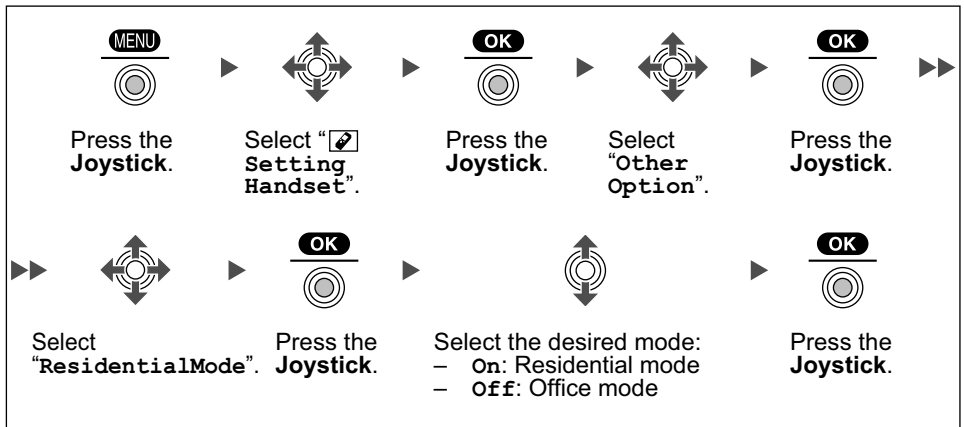 MENU
OK
OK
Press the
Joystick.
Select “
Setting
Handset”.
Press the
Joystick.
Select
“Other
Option”.
Press the
Joystick.
OK
OK
Select
“ResidentialMode”.
Press the
Joystick.
Select the desired mode:
– On: Residential mode
– Off: Office mode
Press the
Joystick.